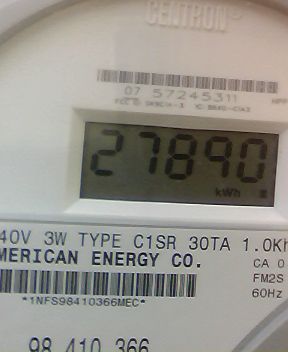 CENTRON®
07 57245311
27890
kWh
40V 3W TYPE C1SR 30TA 1.0Kh
MERICAN ENERGY CO.
CA 0
FM2S
60Hz
*1NFS98410366MEC*
98 410 366